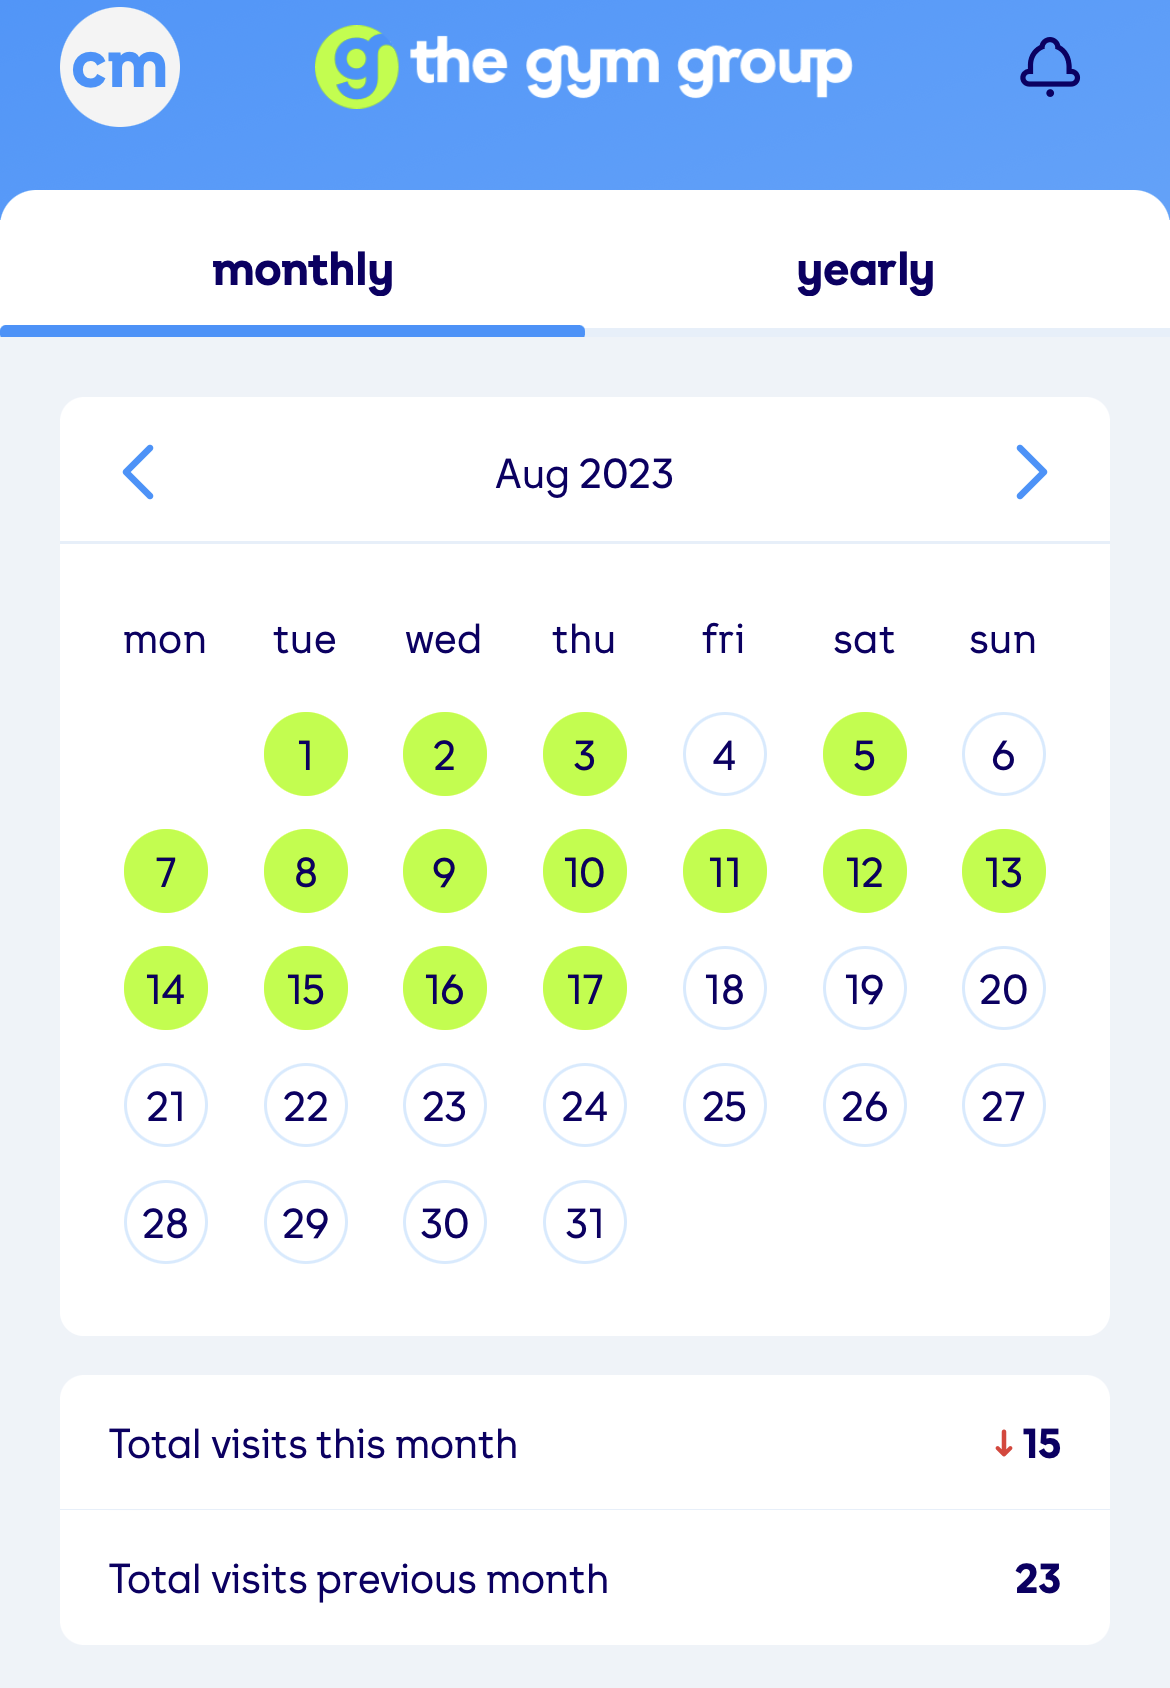 cm
the gym group
monthly yearly
Aug 2023
mon tue wed thu fri sat sun
1 2 3 4 5 6
7 8 9 10 11 12 13
14 15 16 17 18 19 20
21 22 23 24 25 26 27
28 29 30 31
Total visits this month ↓ 15
Total visits previous month 23